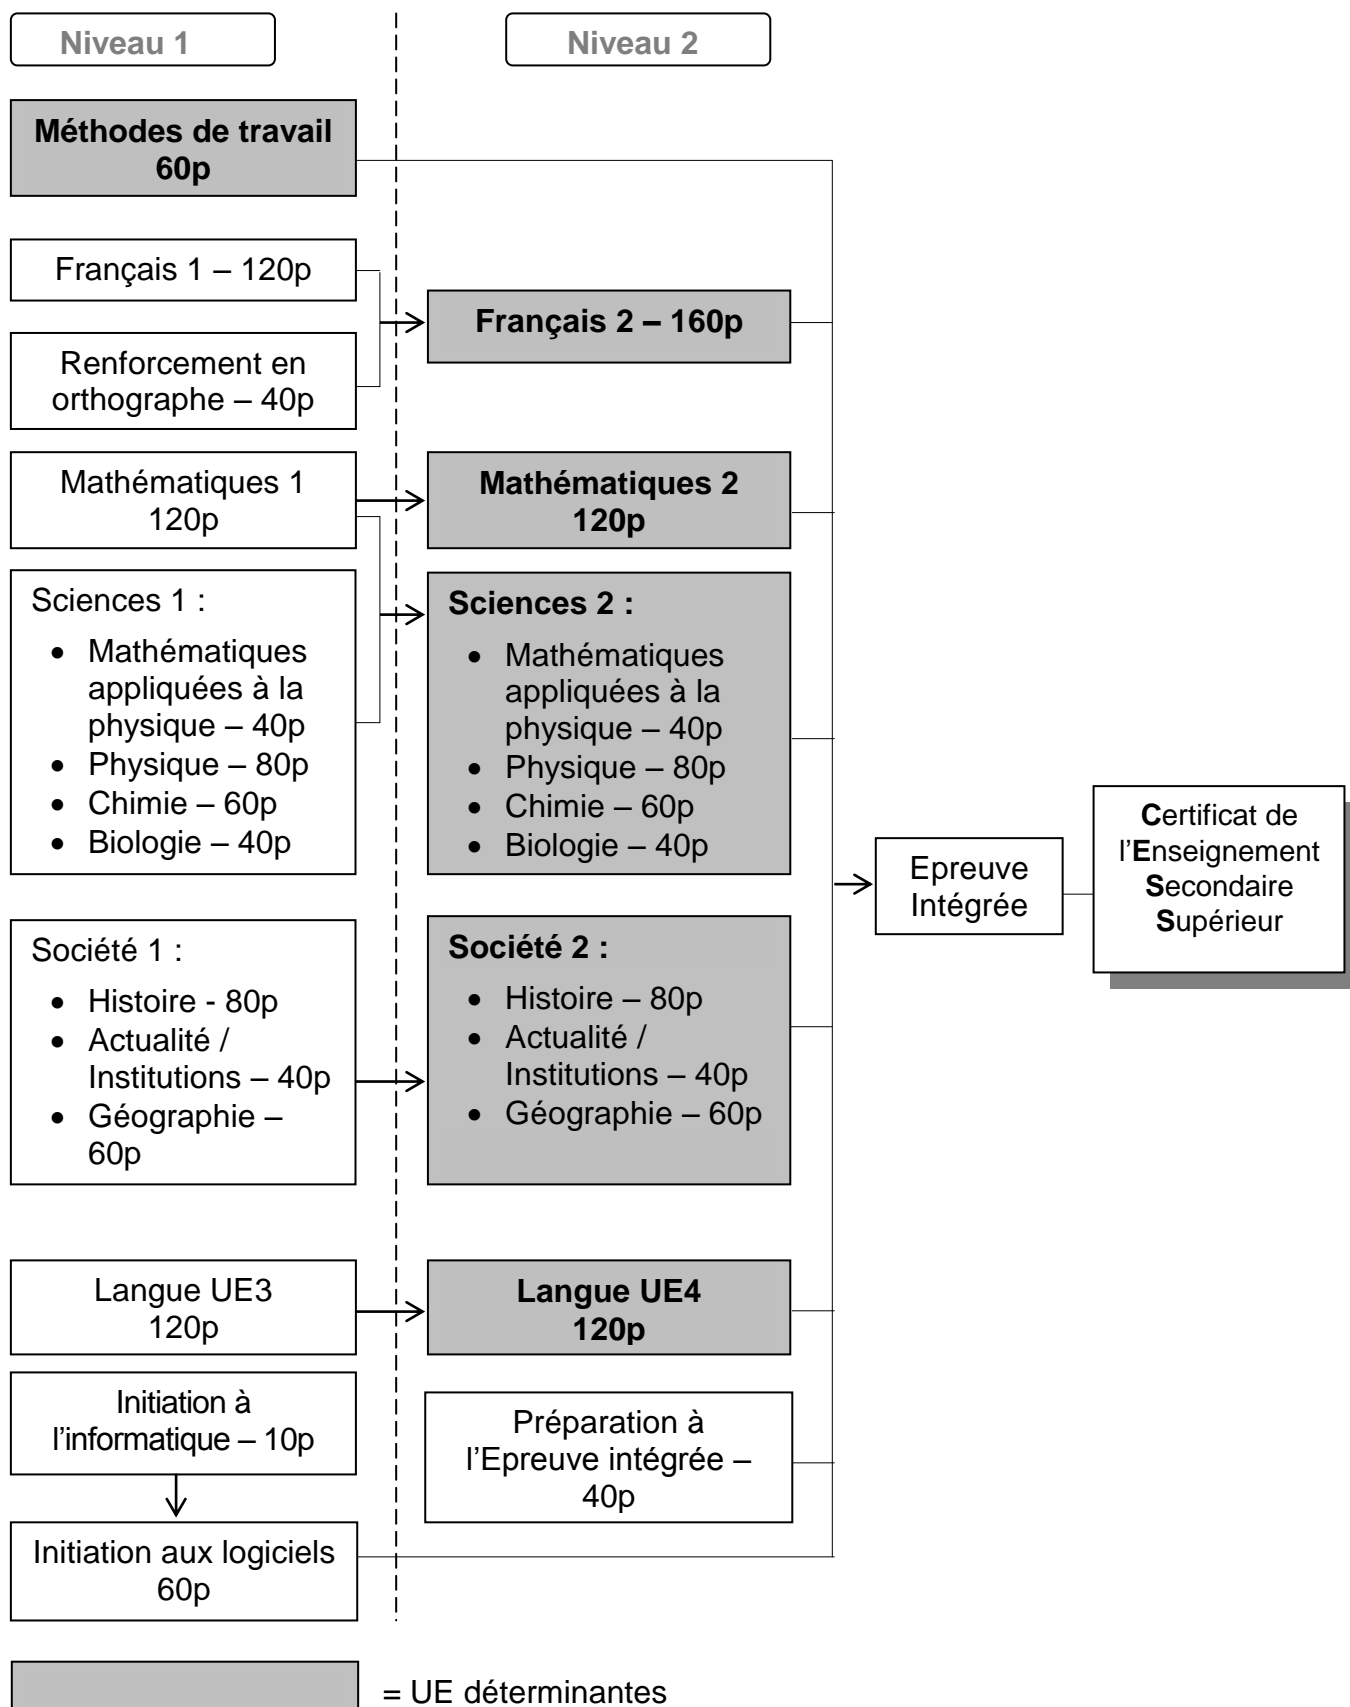 Niveau 1
Niveau 2
Méthodes de travail
60p
Français 1 – 120p
Renforcement en
orthographe – 40p
Français 2 – 160p
Mathématiques 1
120p
Mathématiques 2
120p
Sciences 1 :
• Mathématiques
appliquées à la
physique – 40p
• Physique – 80p
• Chimie – 60p
• Biologie – 40p
Sciences 2 :
• Mathématiques
appliquées à la
physique – 40p
• Physique – 80p
• Chimie – 60p
• Biologie – 40p
Société 1 :
• Histoire - 80p
• Actualité /
Institutions – 40p
• Géographie –
60p
Société 2 :
• Histoire – 80p
• Actualité /
Institutions – 40p
• Géographie – 60p
Epreuve
Intégrée
Certificat de
l’Enseignement
Secondaire
Supérieur
Langue UE3
120p
Langue UE4
120p
Initiation à
l’informatique – 10p
Préparation à
l’Epreuve intégrée –
40p
Initiation aux logiciels
60p
= UE déterminantes